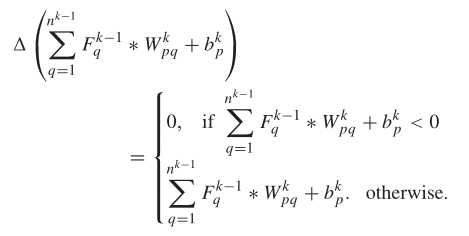 Δ ( ∑_{q=1}^{n^{k−1}} F_q^{k−1} ∗ W_{pq}^k + b_p^k )
= { 0, if ∑_{q=1}^{n^{k−1}} F_q^{k−1} ∗ W_{pq}^k + b_p^k < 0
∑_{q=1}^{n^{k−1}} F_q^{k−1} ∗ W_{pq}^k + b_p^k. otherwise.